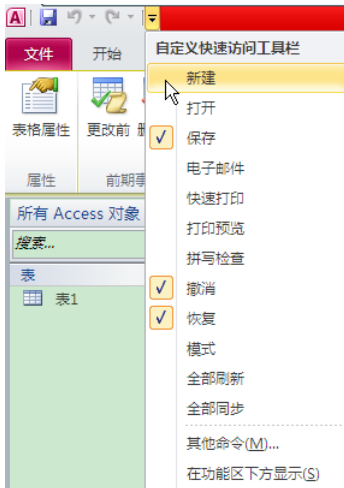 A
文件 开始
自定义快速访问工具栏
新建
打开
保存
电子邮件
快速打印
打印预览
拼写检查
撤消
恢复
模式
全部刷新
全部同步
其他命令(M)...
在功能区下方显示(S)
表格属性 更改前
属性 前期
所有 Access 对象
搜索...
表
表1